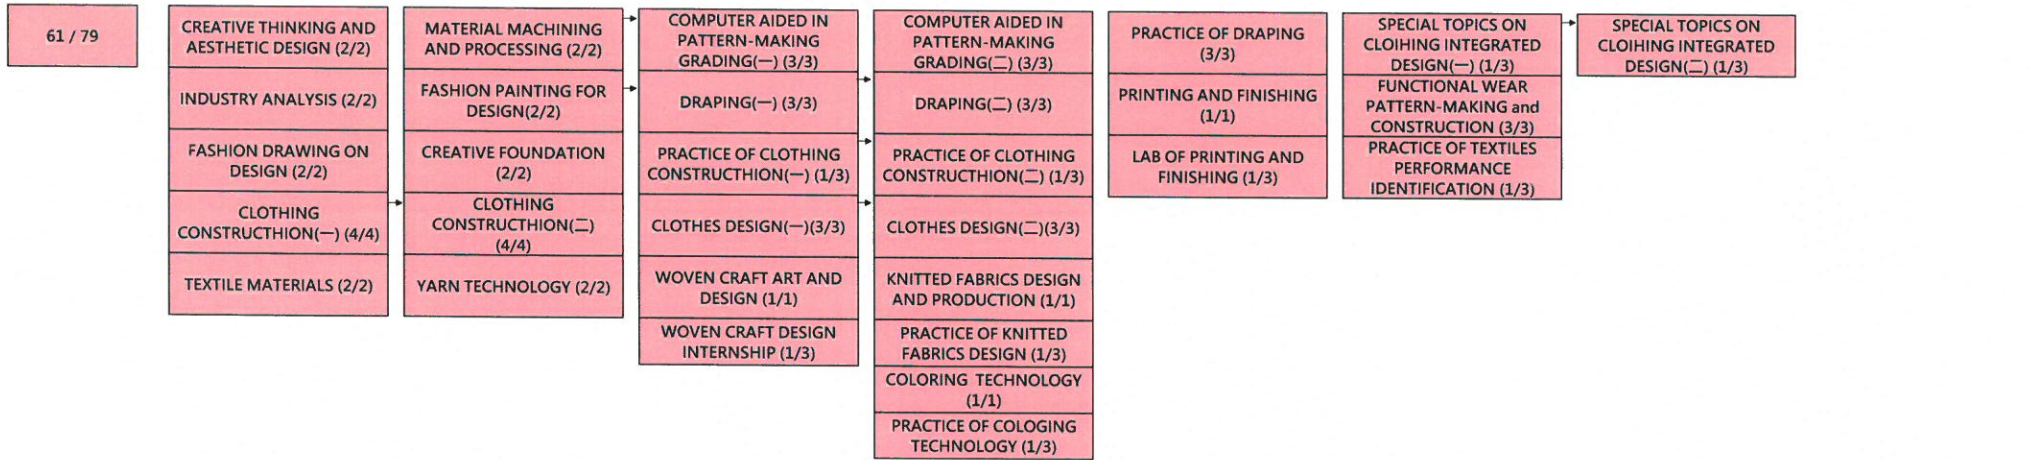 61 / 79
CREATIVE THINKING AND
AESTHETIC DESIGN (2/2)
INDUSTRY ANALYSIS (2/2)
FASHION DRAWING ON
DESIGN (2/2)
CLOTHING
CONSTRUCTHION(一) (4/4)
TEXTILE MATERIALS (2/2)
MATERIAL MACHINING
AND PROCESSING (2/2)
FASHION PAINTING FOR
DESIGN(2/2)
CREATIVE FOUNDATION
(2/2)
CLOTHING
CONSTRUCTHION(二)
(4/4)
YARN TECHNOLOGY (2/2)
COMPUTER AIDED IN
PATTERN-MAKING
GRADING(一) (3/3)
DRAPING(一) (3/3)
PRACTICE OF CLOTHING
CONSTRUCTHION(一) (1/3)
CLOTHES DESIGN(一)(3/3)
WOVEN CRAFT ART AND
DESIGN (1/1)
WOVEN CRAFT DESIGN
INTERNSHIP (1/3)
COMPUTER AIDED IN
PATTERN-MAKING
GRADING(二) (3/3)
DRAPING(二) (3/3)
PRACTICE OF CLOTHING
CONSTRUCTHION(二) (1/3)
CLOTHES DESIGN(二)(3/3)
KNITTED FABRICS DESIGN
AND PRODUCTION (1/1)
PRACTICE OF KNITTED
FABRICS DESIGN (1/3)
COLORING TECHNOLOGY
(1/1)
PRACTICE OF COLOGING
TECHNOLOGY (1/3)
PRACTICE OF DRAPING
(3/3)
PRINTING AND FINISHING
(1/1)
LAB OF PRINTING AND
FINISHING (1/3)
SPECIAL TOPICS ON
CLOIHING INTEGRATED
DESIGN(一) (1/3)
FUNCTIONAL WEAR
PATTERN-MAKING and
CONSTRUCTION (3/3)
PRACTICE OF TEXTILES
PERFORMANCE
IDENTIFICATION (1/3)
SPECIAL TOPICS ON
CLOIHING INTEGRATED
DESIGN(二) (1/3)